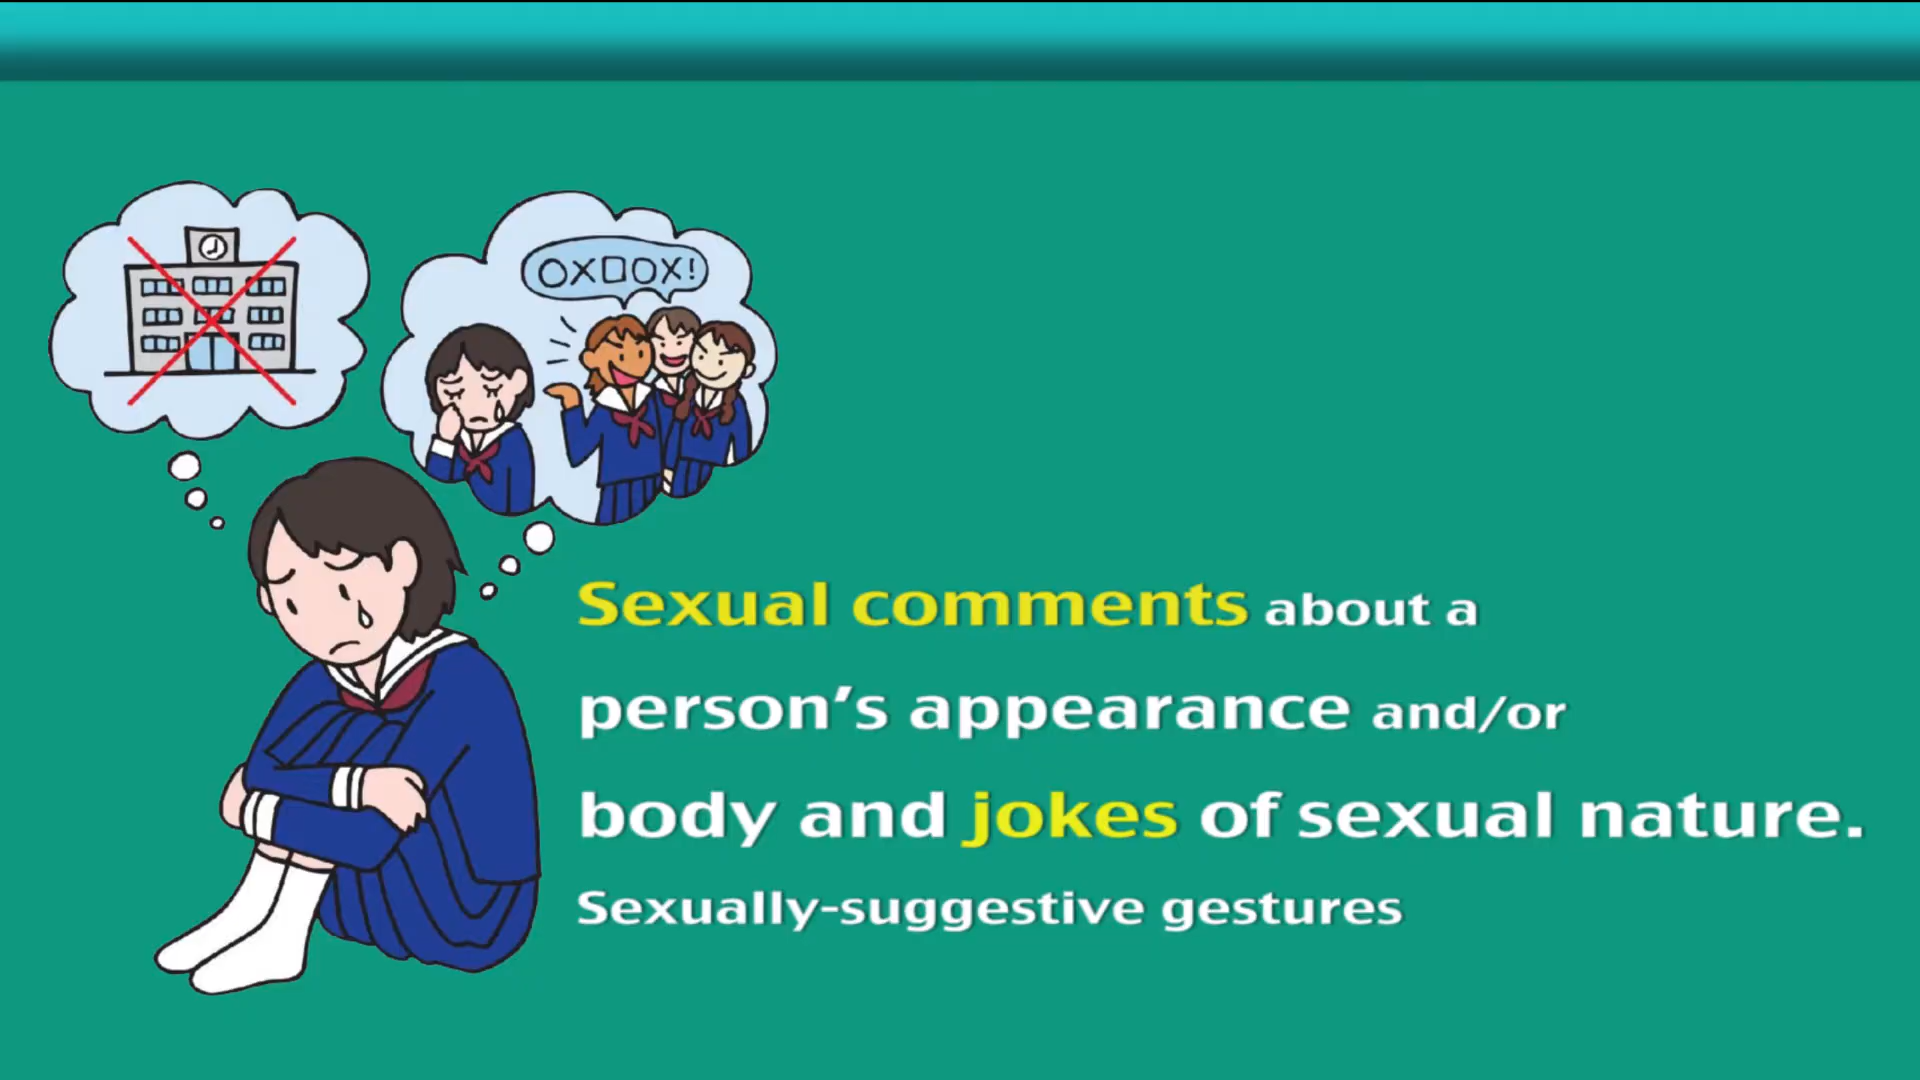 OX□OX!
Sexual comments about a
person’s appearance and/or
body and jokes of sexual nature.
Sexually-suggestive gestures